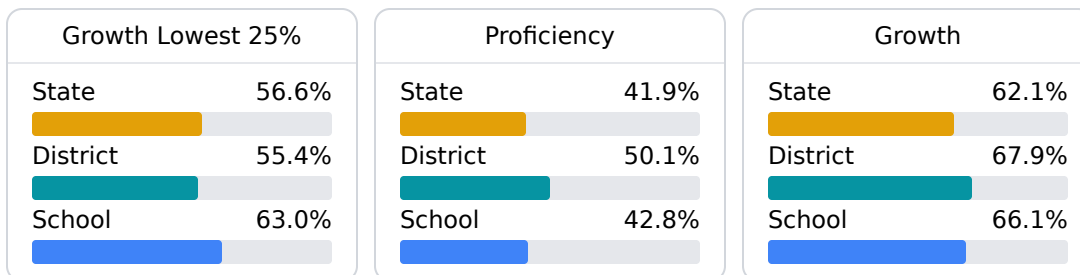 Growth Lowest 25%
State 56.6%
District 55.4%
School 63.0%
Proficiency
State 41.9%
District 50.1%
School 42.8%
Growth
State 62.1%
District 67.9%
School 66.1%